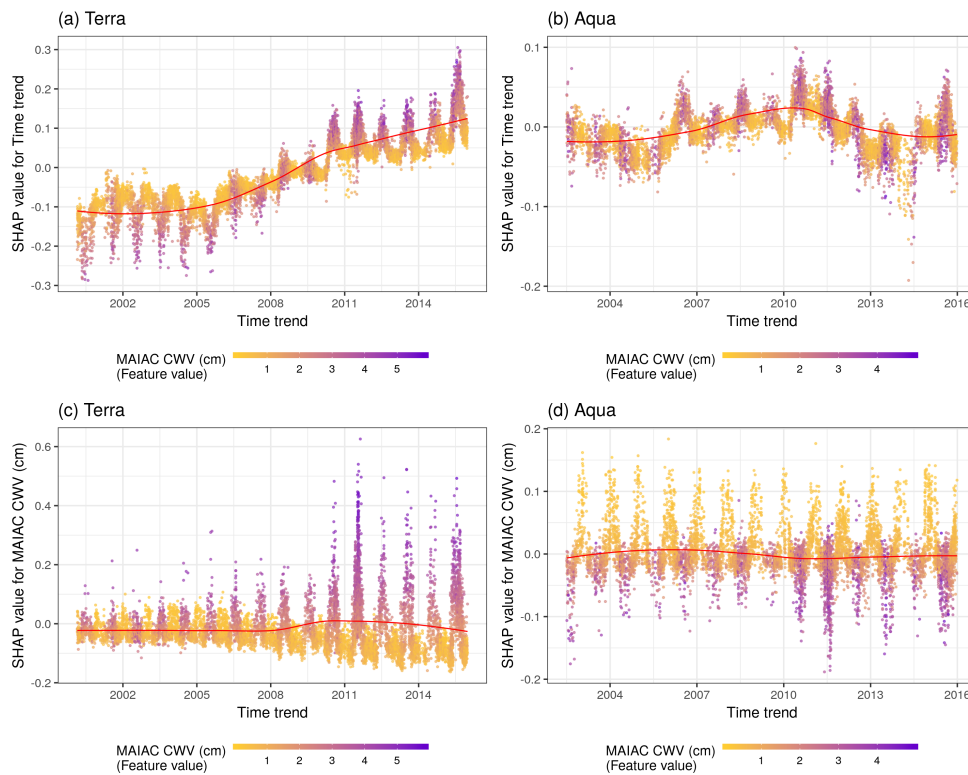 (a) Terra
SHAP value for Time trend
0.3
0.2
0.1
0.0
-0.1
-0.2
-0.3
2002 2005 2008 2011 2014
Time trend
MAIAC CWV (cm)
(Feature value)
1 2 3 4 5
(b) Aqua
SHAP value for Time trend
0.1
0.0
-0.1
-0.2
2004 2007 2010 2013 2016
Time trend
MAIAC CWV (cm)
(Feature value)
1 2 3 4
(c) Terra
SHAP value for MAIAC CWV (cm)
0.6
0.4
0.2
0.0
-0.2
2002 2005 2008 2011 2014
Time trend
MAIAC CWV (cm)
(Feature value)
1 2 3 4 5
(d) Aqua
SHAP value for MAIAC CWV (cm)
0.2
0.1
0.0
-0.1
-0.2
2004 2007 2010 2013 2016
Time trend
MAIAC CWV (cm)
(Feature value)
1 2 3 4